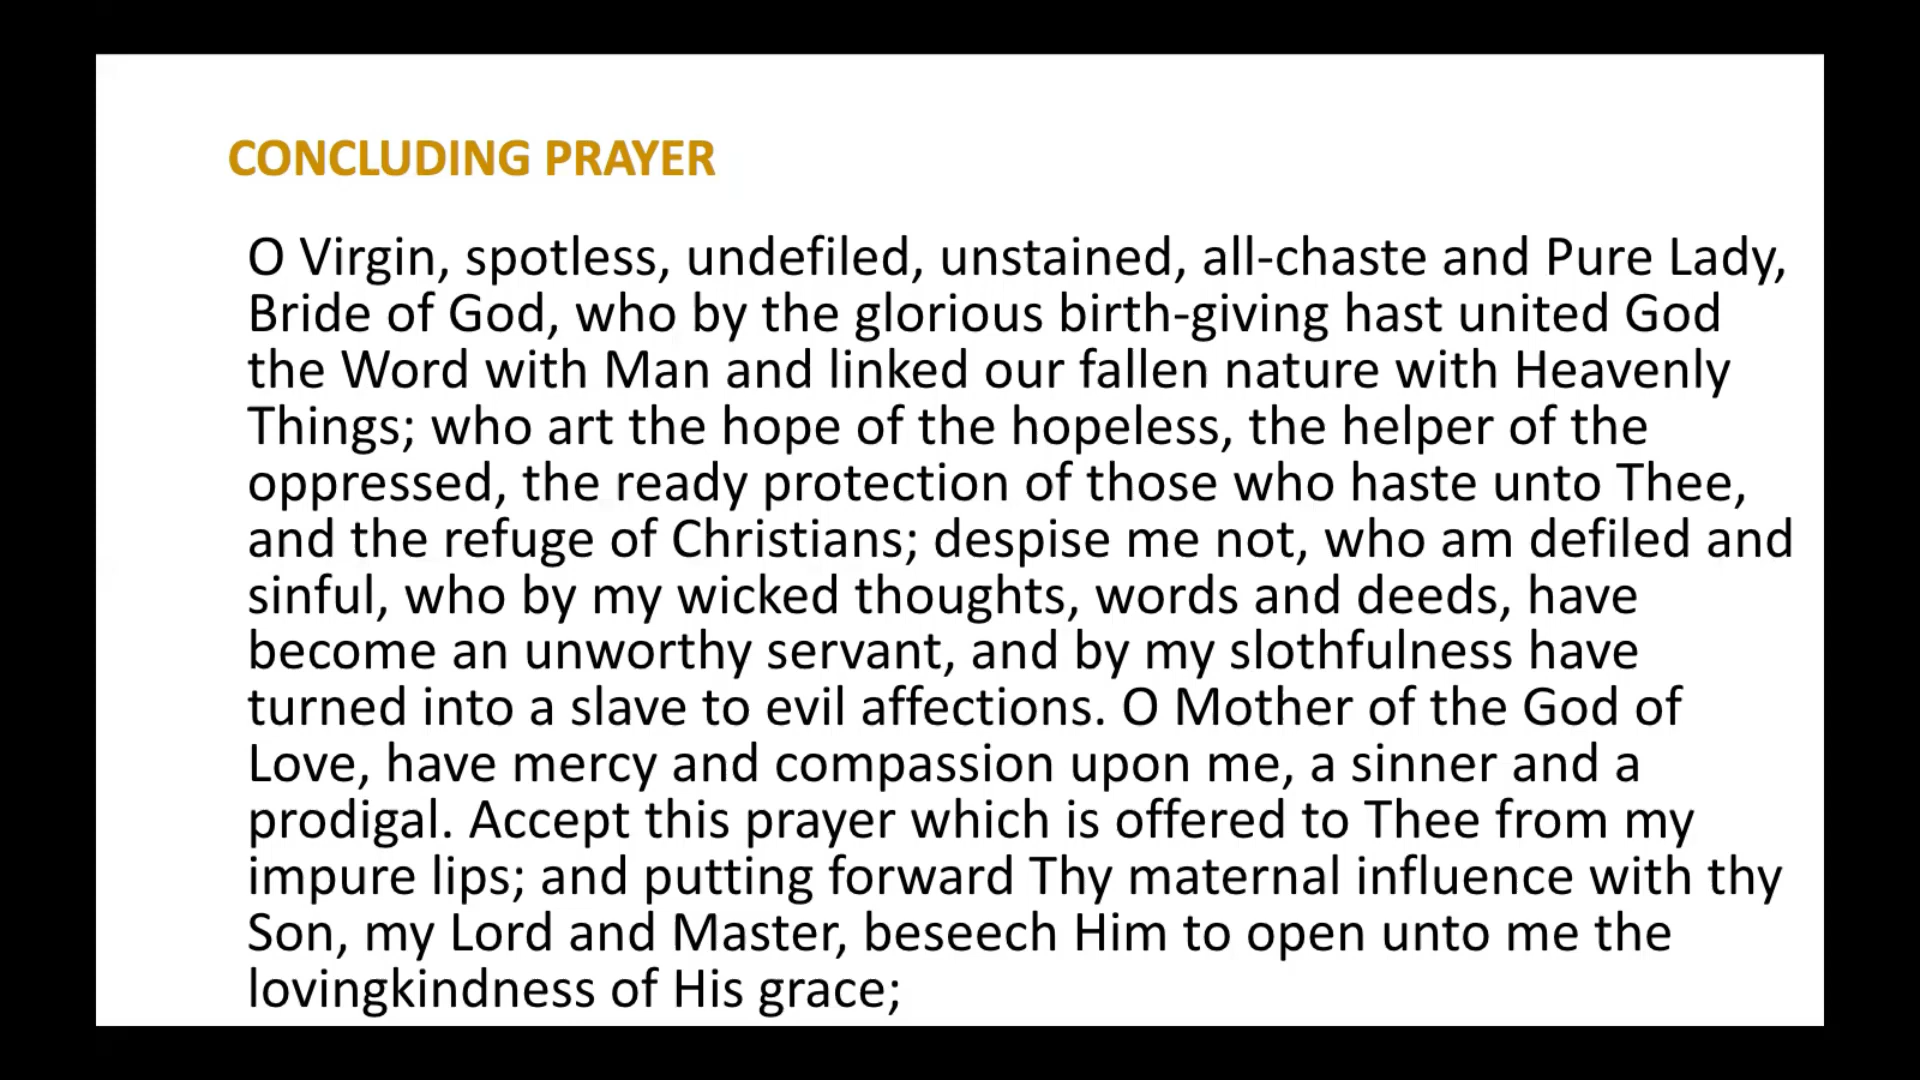 CONCLUDING PRAYER
O Virgin, spotless, undefiled, unstained, all-chaste and Pure Lady,
Bride of God, who by the glorious birth-giving hast united God
the Word with Man and linked our fallen nature with Heavenly
Things; who art the hope of the hopeless, the helper of the
oppressed, the ready protection of those who haste unto Thee,
and the refuge of Christians; despise me not, who am defiled and
sinful, who by my wicked thoughts, words and deeds, have
become an unworthy servant, and by my slothfulness have
turned into a slave to evil affections. O Mother of the God of
Love, have mercy and compassion upon me, a sinner and a
prodigal. Accept this prayer which is offered to Thee from my
impure lips; and putting forward Thy maternal influence with thy
Son, my Lord and Master, beseech Him to open unto me the
lovingkindness of His grace;